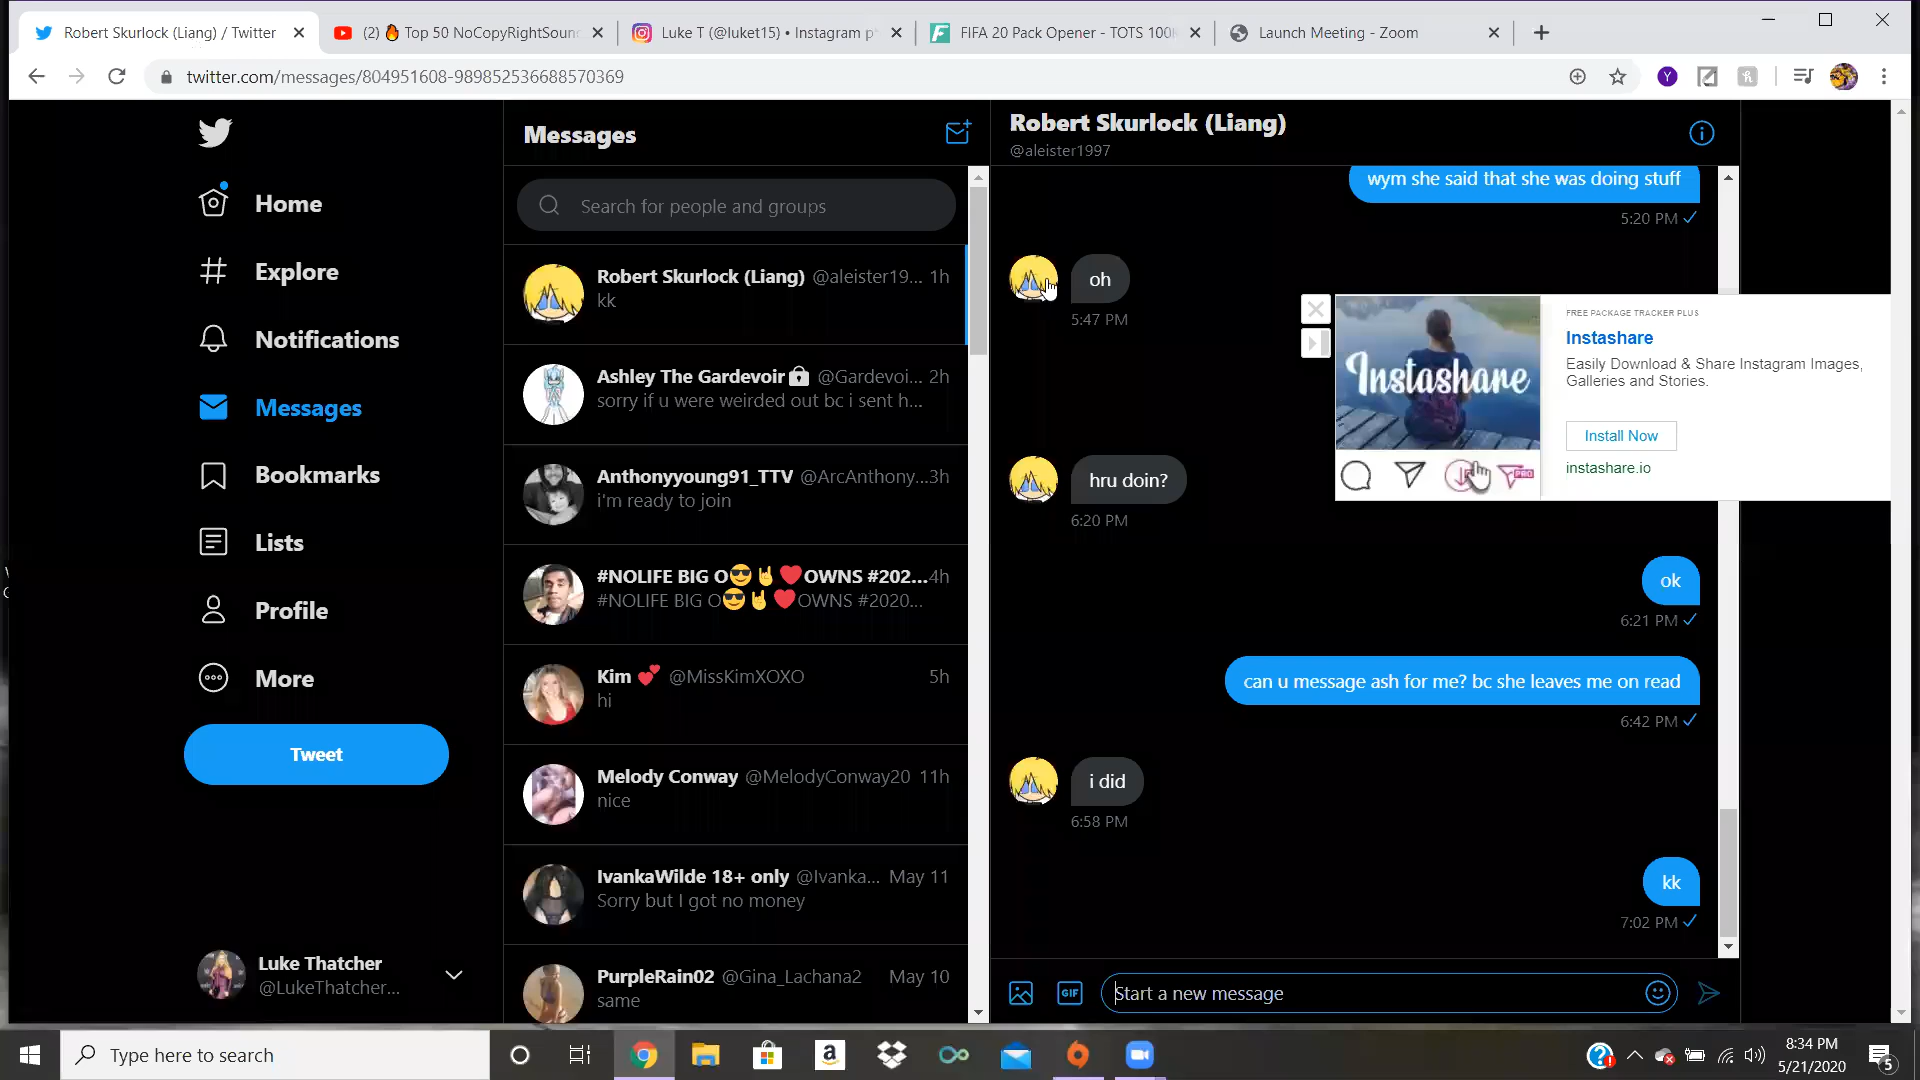 Robert Skurlock (Liang) / Twitter
(2) 🔥 Top 50 NoCopyRightSoun
Luke T (@luket15) • Instagram p
FIFA 20 Pack Opener - TOTS 100
Launch Meeting - Zoom
twitter.com/messages/804951608-989852536688570369
Home
Explore
Notifications
Messages
Bookmarks
Lists
Profile
More
Tweet
Luke Thatcher
@LukeThatcher...
Messages
Search for people and groups
Robert Skurlock (Liang) @aleister19... 1h
kk
Ashley The Gardevoir @Gardevoi... 2h
sorry if u were weirded out bc i sent h...
Anthonyyoung91_TTV @ArcAnthony... 3h
i'm ready to join
#NOLIFE BIG O😎🤘❤️OWNS #202... 4h
#NOLIFE BIG O😎🤘❤️OWNS #2020...
Kim 💕 @MissKimXOXO 5h
hi
Melody Conway @MelodyConway20 11h
nice
IvankaWilde 18+ only @Ivanka... May 11
Sorry but I got no money
PurpleRain02 @Gina_Lachana2 May 10
same
Robert Skurlock (Liang)
@aleister1997
wym she said that she was doing stuff
5:20 PM
oh
5:47 PM
Instashare
FREE PACKAGE TRACKER PLUS
Instashare
Easily Download & Share Instagram Images,
Galleries and Stories.
Install Now
instashare.io
PRO
hru doin?
6:20 PM
ok
6:21 PM
can u message ash for me? bc she leaves me on read
6:42 PM
i did
6:58 PM
kk
7:02 PM
GIF
Start a new message
Type here to search
8:34 PM
5/21/2020
5